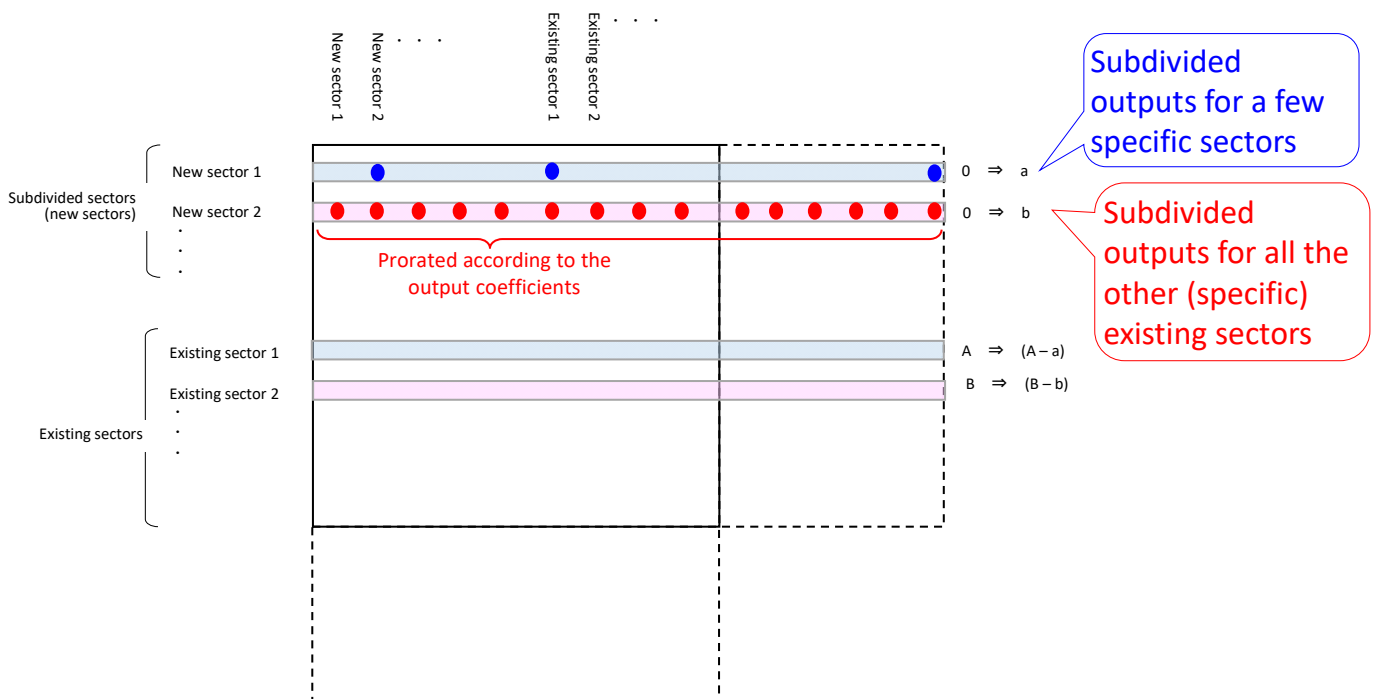 New sector 1
New sector 2
・ ・ ・
Existing sector 1
Existing sector 2
・ ・ ・
Subdivided
outputs for a few
specific sectors
New sector 1
0 ⇒ a
Subdivided sectors
(new sectors)
New sector 2
0 ⇒ b
・
・
・
Prorated according to the
output coefficients
Subdivided
outputs for all the
other (specific)
existing sectors
Existing sector 1
A ⇒ (A – a)
Existing sector 2
B ⇒ (B – b)
Existing sectors
・
・
・